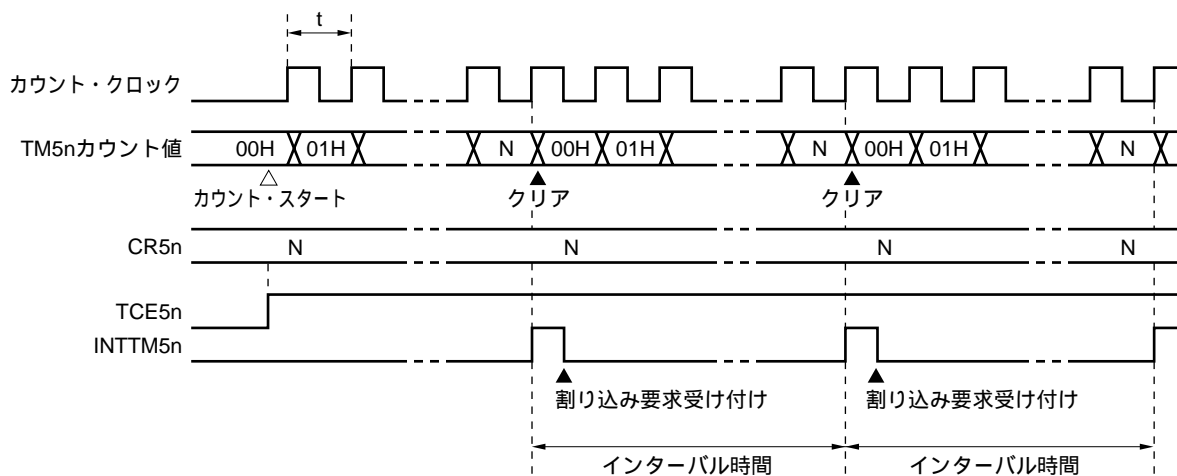 t
カウント・クロック
TM5nカウント値 00H 01H N 00H 01H N 00H 01H N
カウント・スタート クリア クリア
CR5n N N N N
TCE5n
INTTM5n
割り込み要求受け付け 割り込み要求受け付け
インターバル時間 インターバル時間